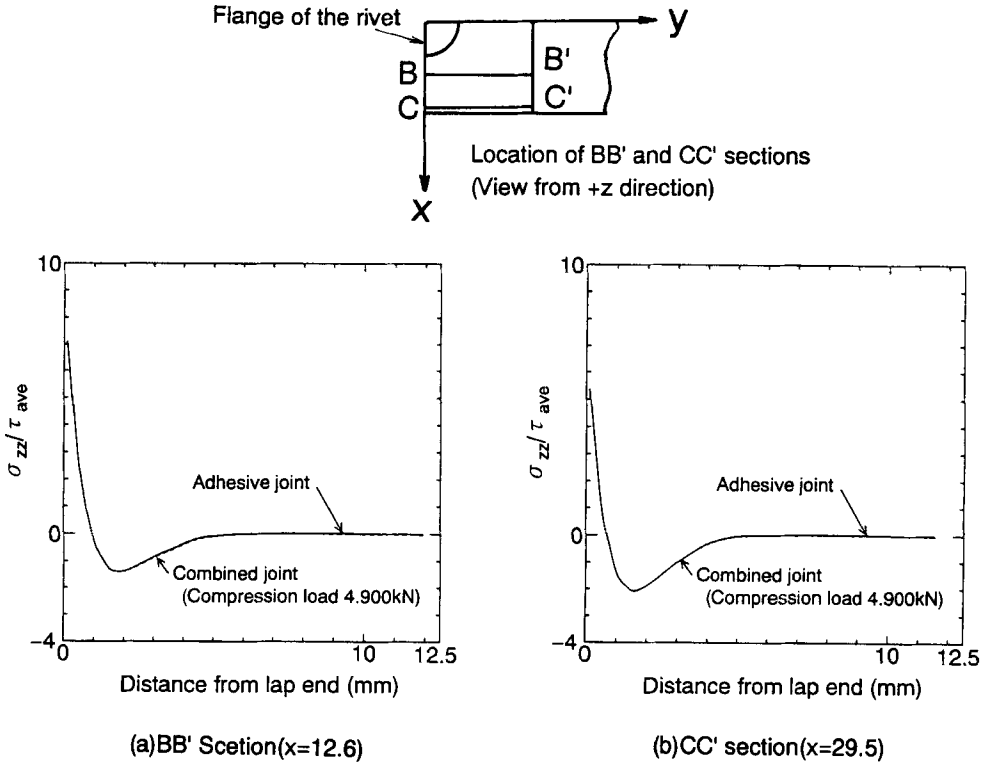 Flange of the rivet
y
B
B'
C
C'
x
Location of BB' and CC' sections
(View from +z direction)
10
0
−4
0
10
12.5
σzz/τave
Adhesive joint
Combined joint
(Compression load 4.900kN)
Distance from lap end (mm)
(a)BB' Scetion(x=12.6)
10
0
−4
0
10
12.5
σzz/τave
Adhesive joint
Combined joint
(Compression load 4.900kN)
Distance from lap end (mm)
(b)CC' section(x=29.5)